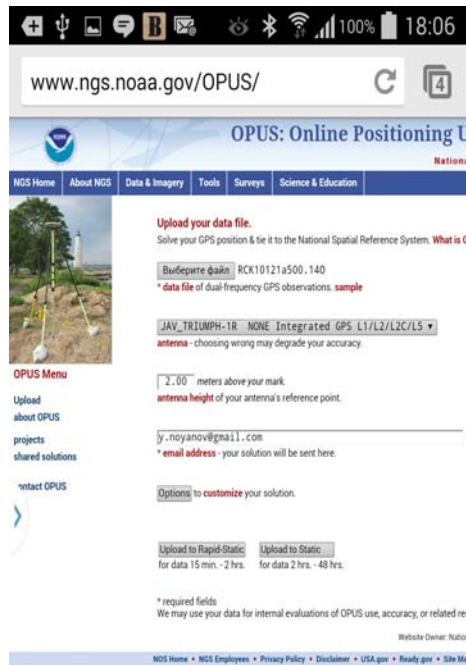 100% 18:06
www.ngs.noaa.gov/OPUS/
4
OPUS: Online Positioning U
Nationa
NGS Home About NGS Data & Imagery Tools Surveys Science & Education
Upload your data file.
Solve your GPS position & tie it to the National Spatial Reference System. What is O
Выберите файл RCK10121a500.14O
* data file of dual-frequency GPS observations. sample
JAV_TRIUMPH-1R NONE Integrated GPS L1/L2/L2C/L5
antenna - choosing wrong may degrade your accuracy.
2.00 meters above your mark.
antenna height of your antenna's reference point.
y.noyanov@gmail.com
* email address - your solution will be sent here.
Options to customize your solution.
Upload to Rapid-Static Upload to Static
for data 15 min. - 2 hrs. for data 2 hrs. - 48 hrs.
* required fields
We may use your data for internal evaluations of OPUS use, accuracy, or related re
OPUS Menu
Upload
about OPUS
projects
shared solutions
ontact OPUS
Website Owner: Nation
NOS Home • NGS Employees • Privacy Policy • Disclaimer • USA.gov • Ready.gov • Site Ma